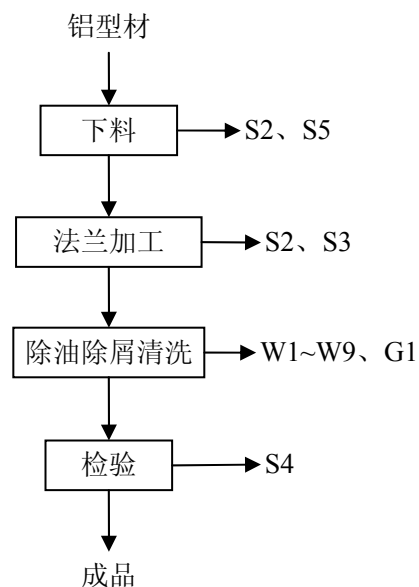 铝型材
下料
S2、S5
法兰加工
S2、S3
除油除屑清洗
W1~W9、G1
检验
S4
成品